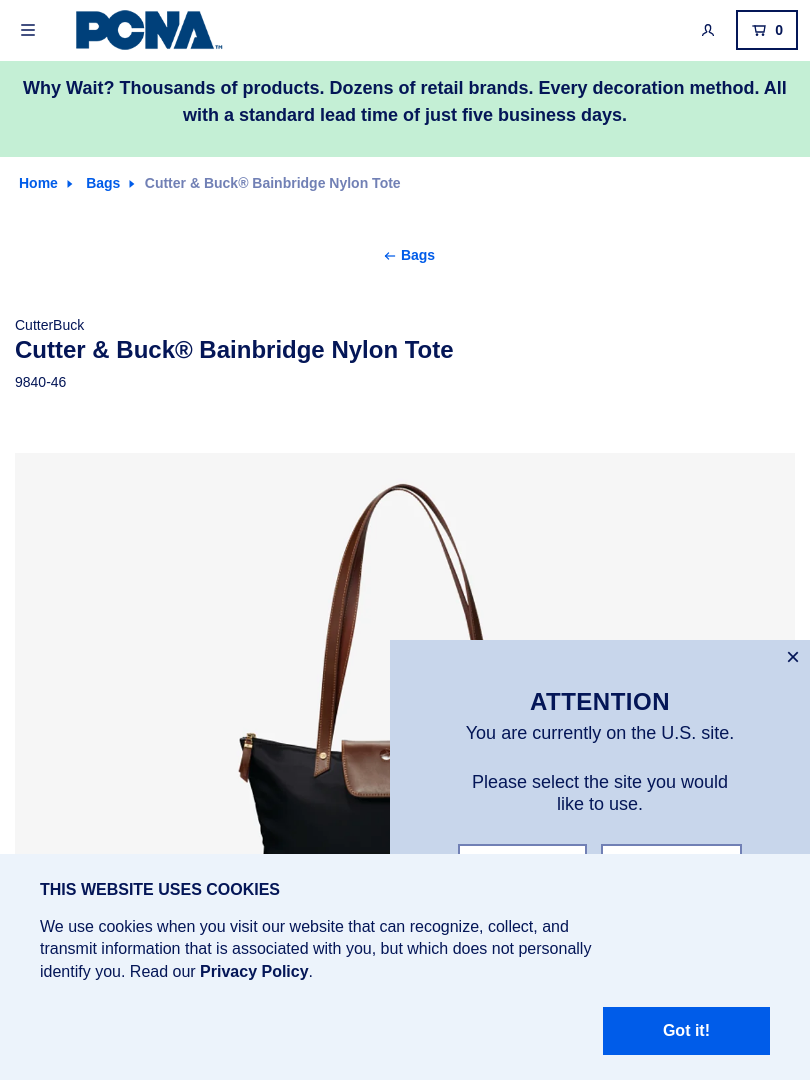 PCNA™
0
Why Wait? Thousands of products. Dozens of retail brands. Every decoration method. All
with a standard lead time of just five business days.
Home Bags Cutter & Buck® Bainbridge Nylon Tote
← Bags
CutterBuck
Cutter & Buck® Bainbridge Nylon Tote
9840-46
×
ATTENTION
You are currently on the U.S. site.
Please select the site you would
like to use.
THIS WEBSITE USES COOKIES
We use cookies when you visit our website that can recognize, collect, and
transmit information that is associated with you, but which does not personally
identify you. Read our Privacy Policy.
Got it!